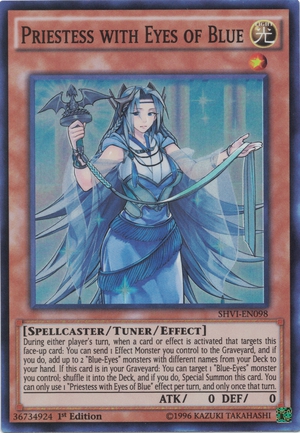 PRIESTESS WITH EYES OF BLUE
LIGHT
光
SHVI-EN098
[SPELLCASTER/TUNER/EFFECT]
During either player's turn, when a card or effect is activated that targets this
face-up card: You can send 1 Effect Monster you control to the Graveyard, and if
you do, add up to 2 "Blue-Eyes" monsters with different names from your Deck to
your Hand. If this card is in your Graveyard: You can target 1 "Blue-Eyes" monster
you control; shuffle it into the Deck, and if you do, Special Summon this card. You
can only use 1 "Priestess with Eyes of Blue" effect per turn, and only once that turn.
ATK/ 0 DEF/ 0
36734924 1st Edition ©1996 KAZUKI TAKAHASHI